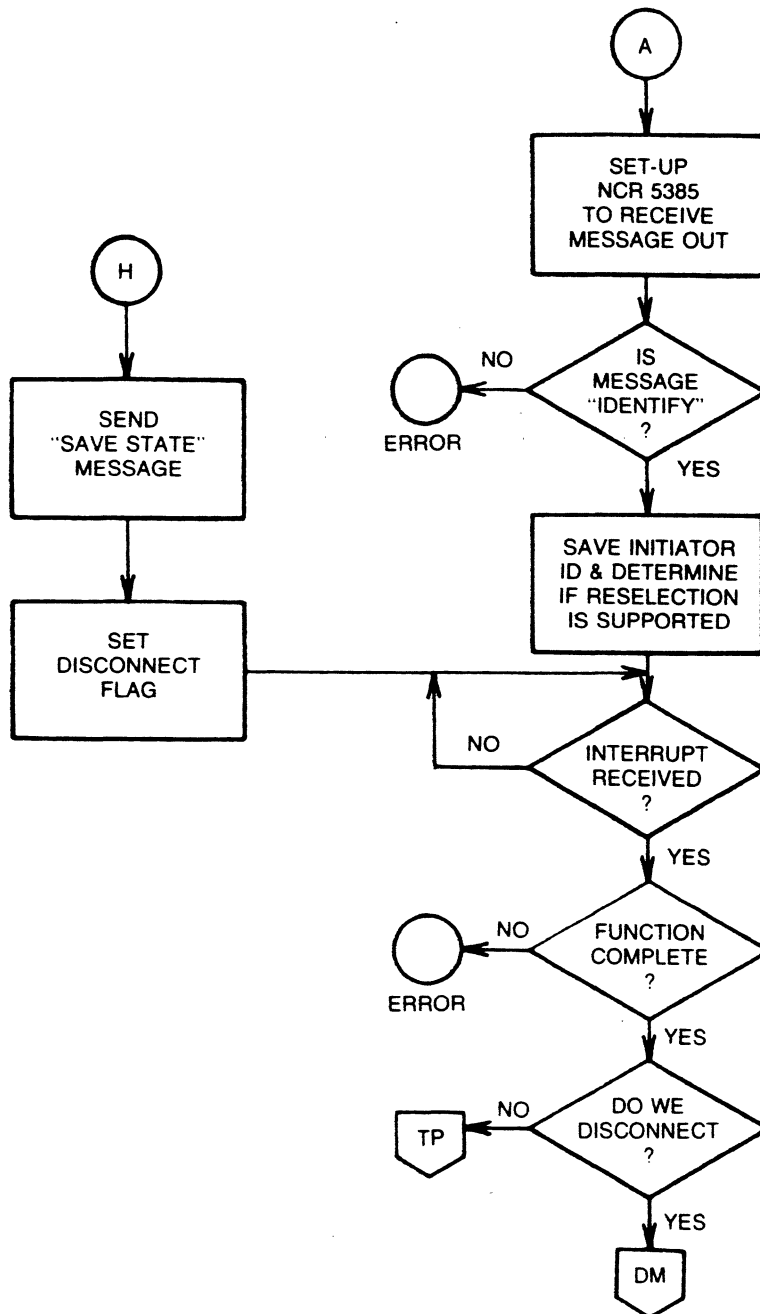 A
SET-UP
NCR 5385
TO RECEIVE
MESSAGE OUT
H
IS
MESSAGE
"IDENTIFY"
?
NO
ERROR
YES
SEND
"SAVE STATE"
MESSAGE
SAVE INITIATOR
ID & DETERMINE
IF RESELECTION
IS SUPPORTED
SET
DISCONNECT
FLAG
INTERRUPT
RECEIVED
?
NO
YES
FUNCTION
COMPLETE
?
NO
ERROR
YES
DO WE
DISCONNECT
?
NO
TP
YES
DM